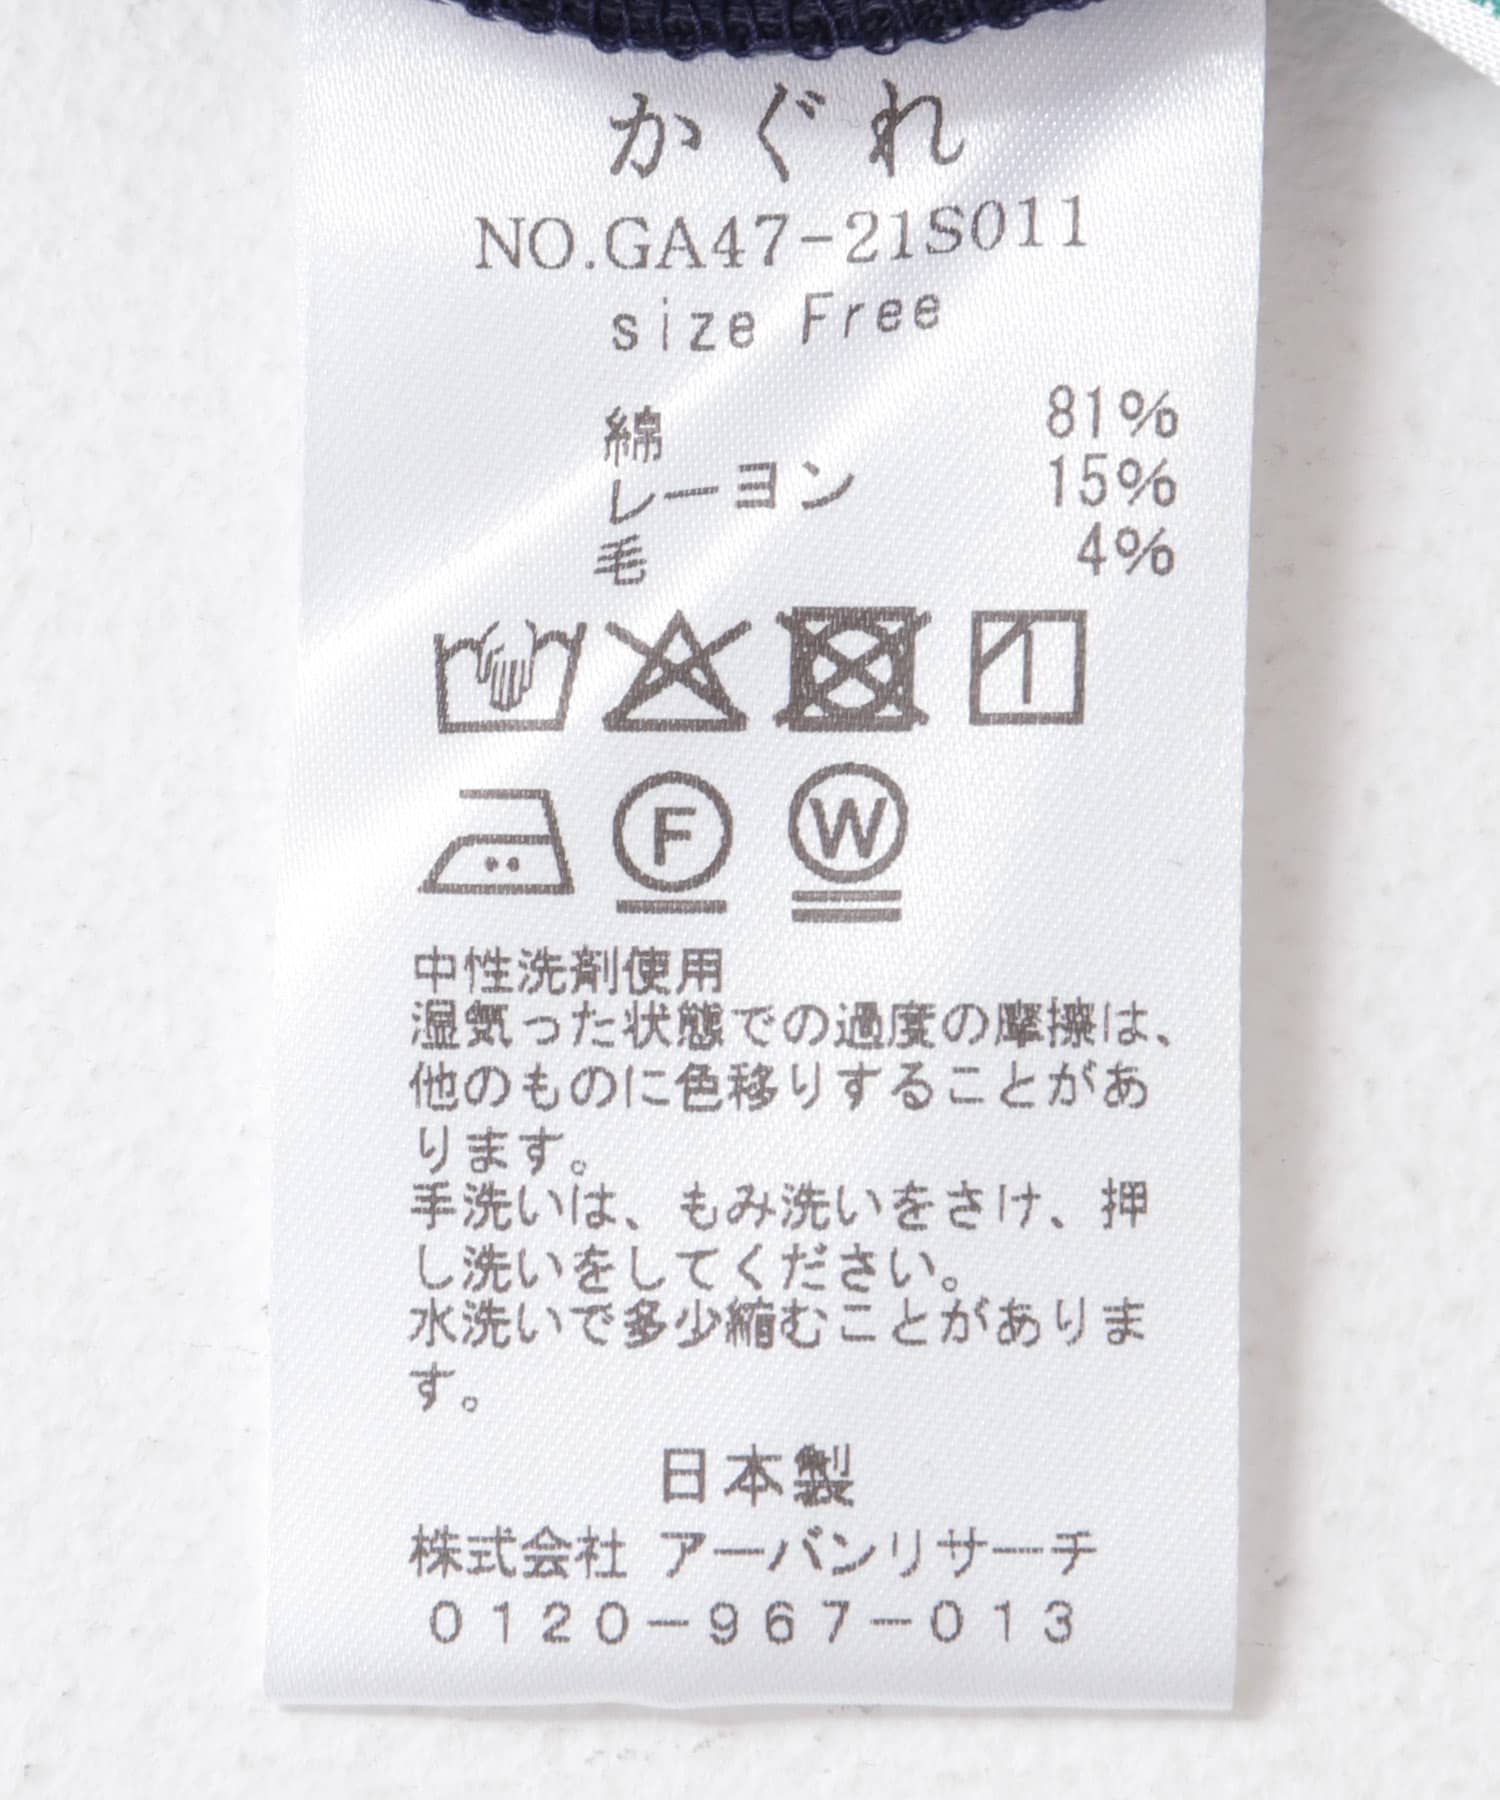 かぐれ
NO.GA47-21S011
size Free
綿 81%
レーヨン 15%
毛 4%
F W
中性洗剤使用
湿気った状態での過度の摩擦は、
他のものに色移りすることがあ
ります。
手洗いは、もみ洗いをさけ、押
し洗いをしてください。
水洗いで多少縮むことがありま
す。
日本製
株式会社 アーバンリサーチ
0120-967-013